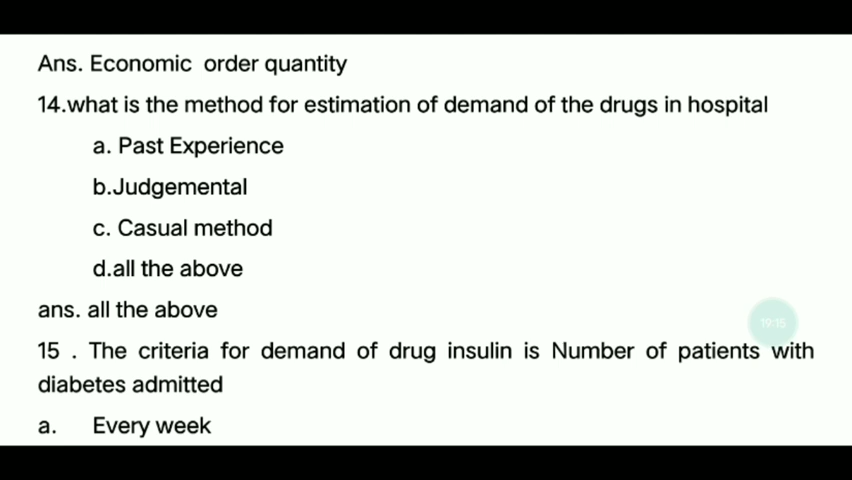 Ans. Economic order quantity
14.what is the method for estimation of demand of the drugs in hospital
a. Past Experience
b.Judgemental
c. Casual method
d.all the above
ans. all the above
19:15
15 . The criteria for demand of drug insulin is Number of patients with
diabetes admitted
a. Every week